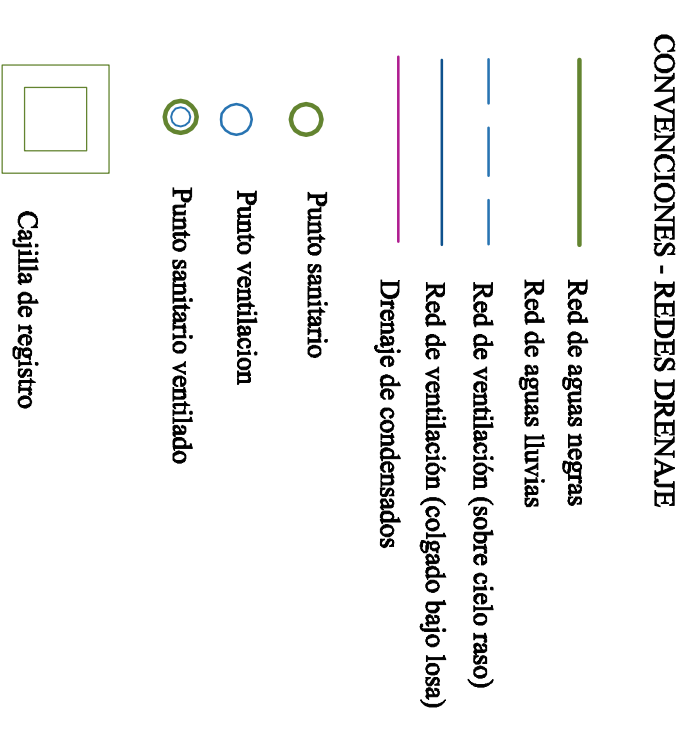 CONVENCIONES - REDES DRENAJE
Red de aguas negras
Red de aguas lluvias
Red de ventilación (sobre cielo raso)
Red de ventilación (colgado bajo losa)
Drenaje de condensados
Punto sanitario
Punto ventilacion
Punto sanitario ventilado
Cajilla de registro